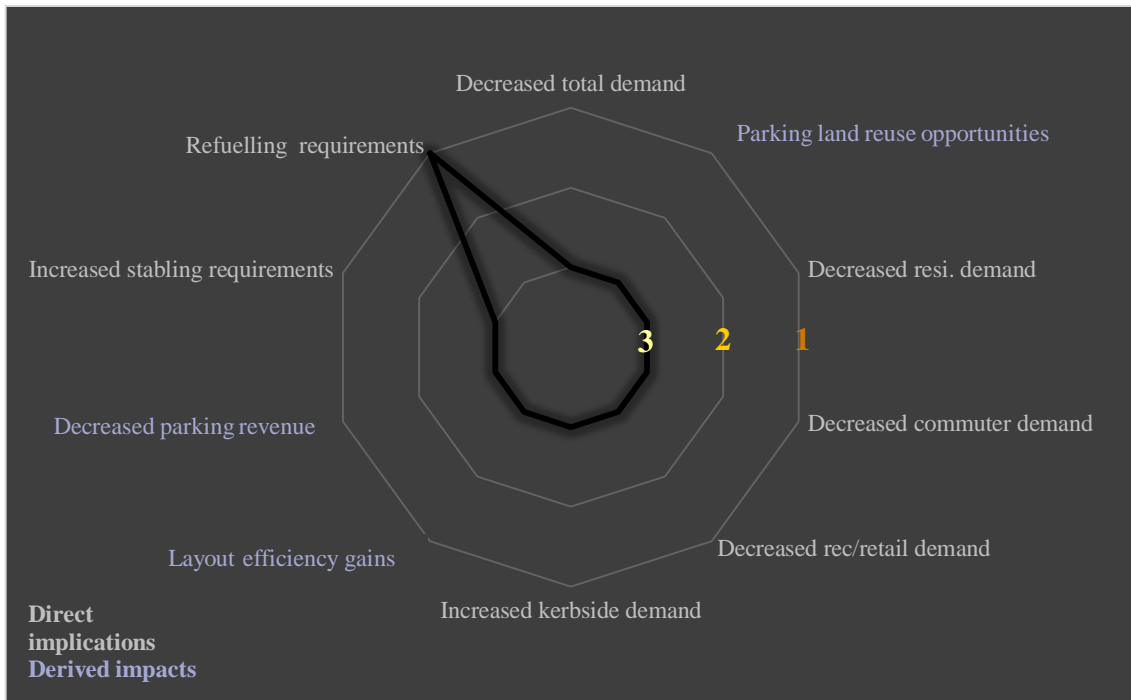 Decreased total demand
Parking land reuse opportunities
Refuelling requirements
Increased stabling requirements
Decreased resi. demand
3 2 1
Decreased parking revenue
Decreased commuter demand
Layout efficiency gains
Decreased rec/retail demand
Increased kerbside demand
Direct
implications
Derived impacts